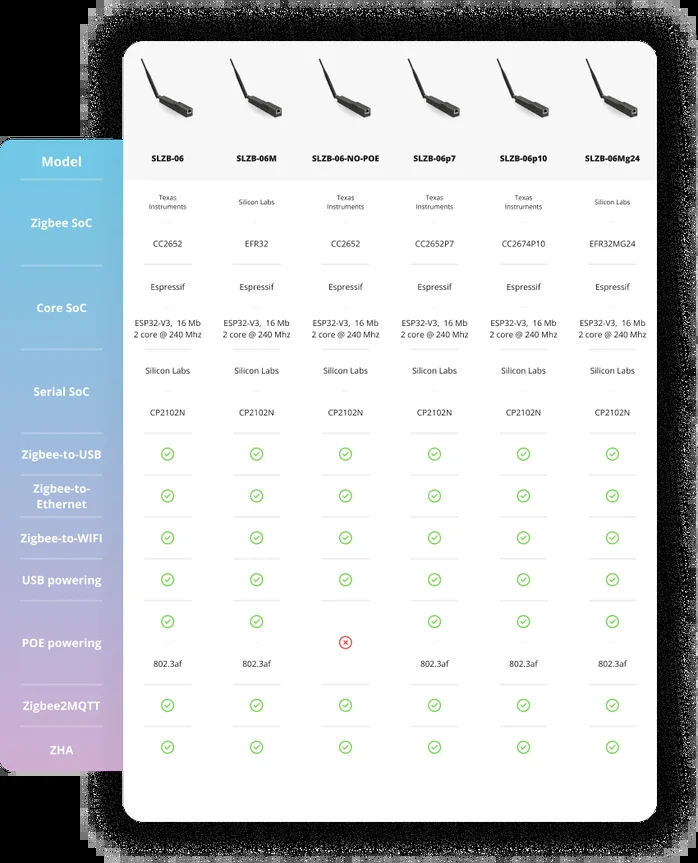 Model
SLZB-06
SLZB-06M
SLZB-06-NO-POE
SLZB-06p7
SLZB-06p10
SLZB-06Mg24
Zigbee SoC
Texas
Instruments
Silicon Labs
Texas
Instruments
Texas
Instruments
Texas
Instruments
Silicon Labs
CC2652
EFR32
CC2652
CC2652P7
CC2674P10
EFR32MG24
Core SoC
Espressif
Espressif
Espressif
Espressif
Espressif
Espressif
ESP32-V3, 16 Mb
2 core @ 240 Mhz
ESP32-V3, 16 Mb
2 core @ 240 Mhz
ESP32-V3, 16 Mb
2 core @ 240 Mhz
ESP32-V3, 16 Mb
2 core @ 240 Mhz
ESP32-V3, 16 Mb
2 core @ 240 Mhz
ESP32-V3, 16 Mb
2 core @ 240 Mhz
Serial SoC
Silicon Labs
Silicon Labs
Silicon Labs
Silicon Labs
Silicon Labs
Silicon Labs
CP2102N
CP2102N
CP2102N
CP2102N
CP2102N
CP2102N
Zigbee-to-USB
Zigbee-to-
Ethernet
Zigbee-to-WIFI
USB powering
POE powering
802.3af
802.3af
802.3af
802.3af
802.3af
Zigbee2MQTT
ZHA